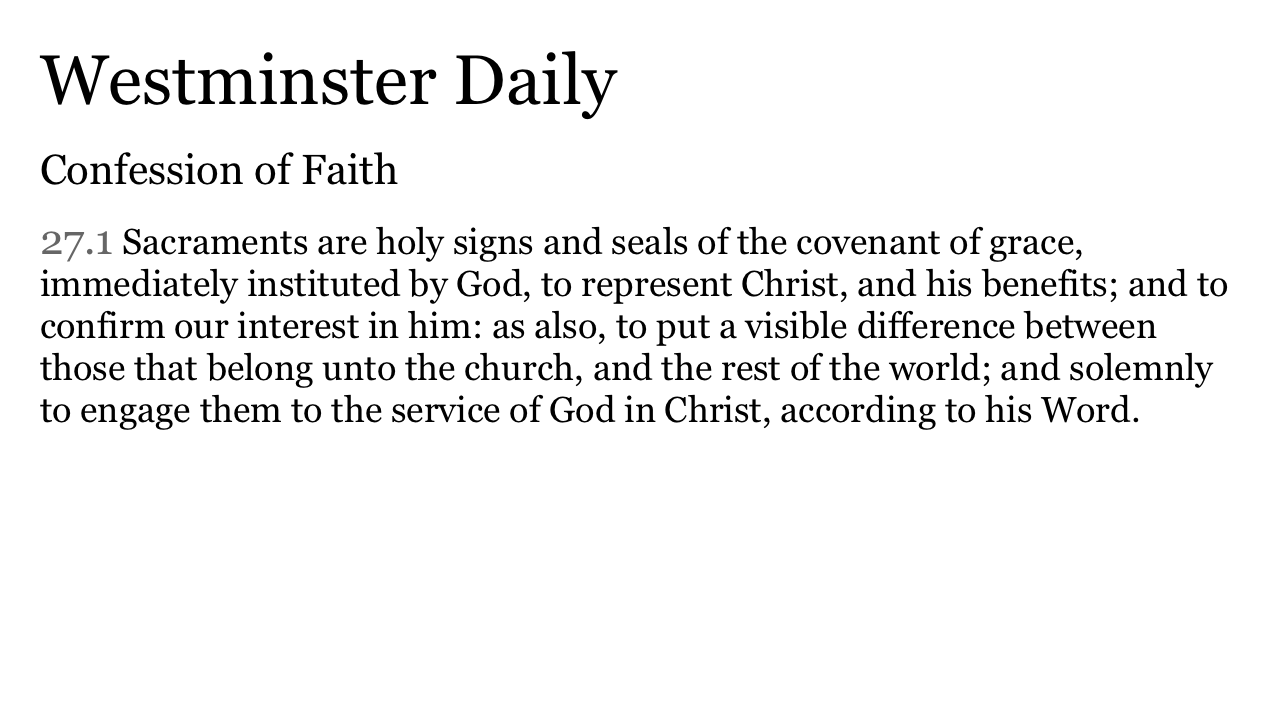 Westminster Daily
Confession of Faith
27.1 Sacraments are holy signs and seals of the covenant of grace,
immediately instituted by God, to represent Christ, and his benefits; and to
confirm our interest in him: as also, to put a visible difference between
those that belong unto the church, and the rest of the world; and solemnly
to engage them to the service of God in Christ, according to his Word.